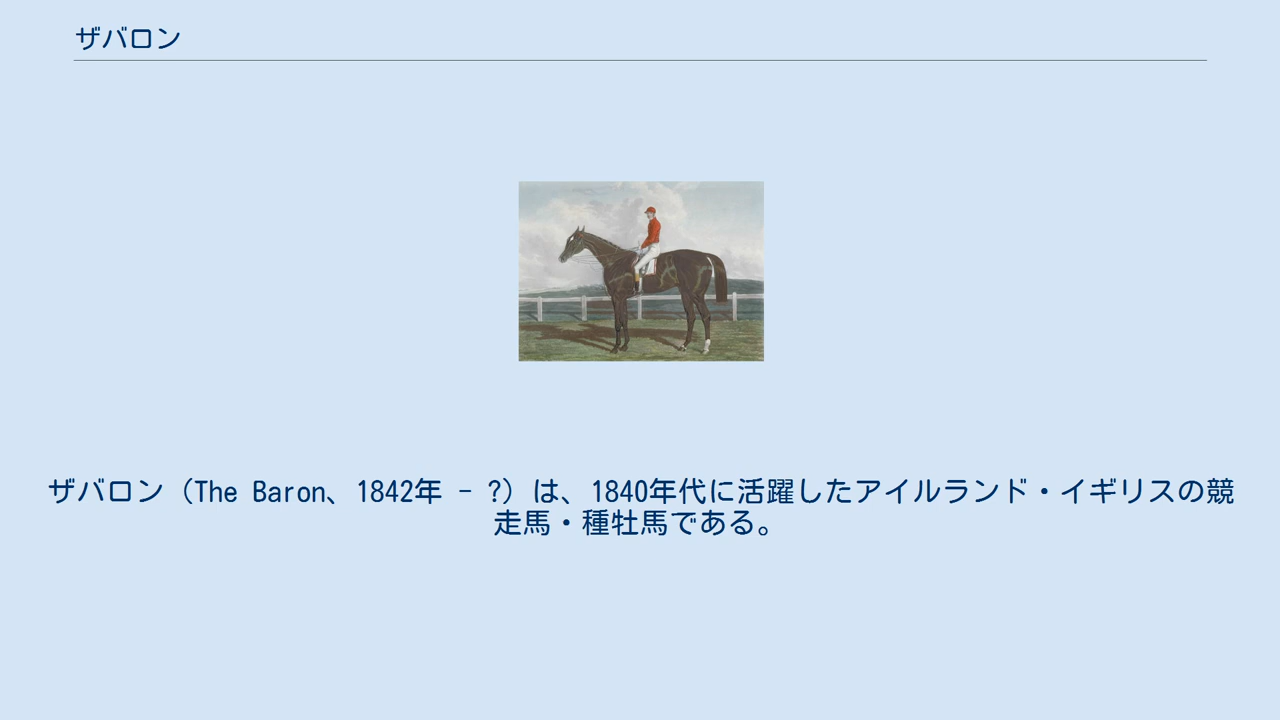 ザバロン
ザバロン（The Baron、1842年 - ?）は、1840年代に活躍したアイルランド・イギリスの競
走馬・種牡馬である。